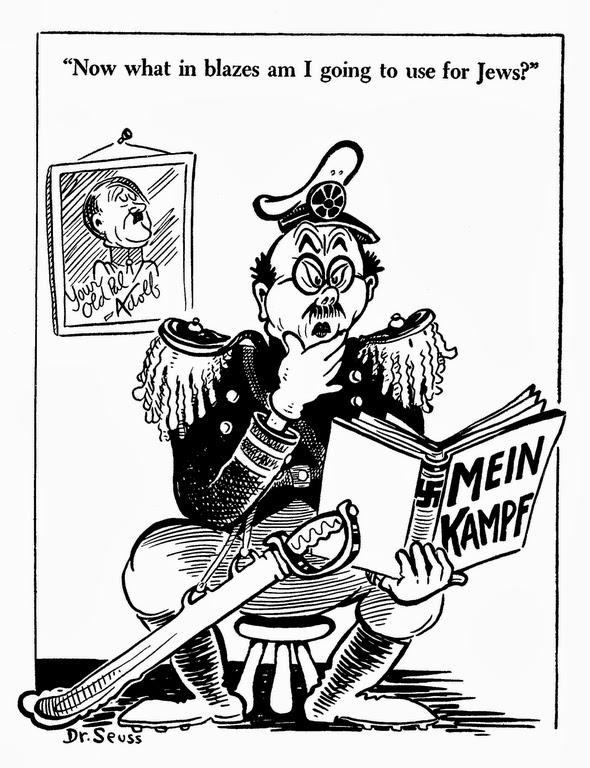 “Now what in blazes am I going to use for Jews?”
Your
Old Pal
-Adolf
MEIN
KAMPF
Dr. Seuss